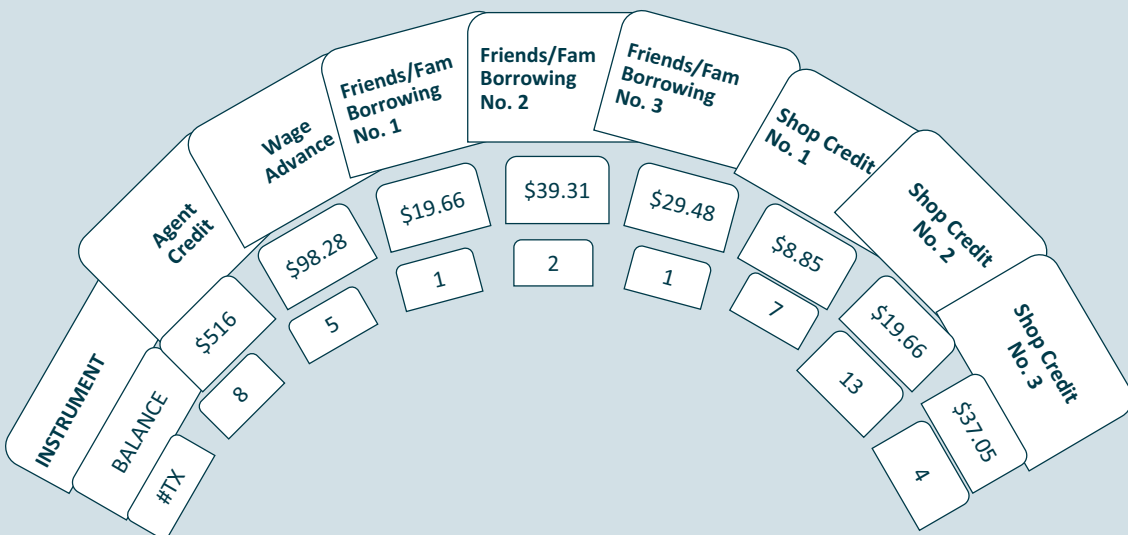 INSTRUMENT
BALANCE
#TX
Agent
Credit
$516
8
Wage
Advance
$98.28
5
Friends/Fam
Borrowing
No. 1
$19.66
1
Friends/Fam
Borrowing
No. 2
$39.31
2
Friends/Fam
Borrowing
No. 3
$29.48
1
Shop Credit
No. 1
$8.85
7
Shop Credit
No. 2
$19.66
13
Shop Credit
No. 3
$37.05
4